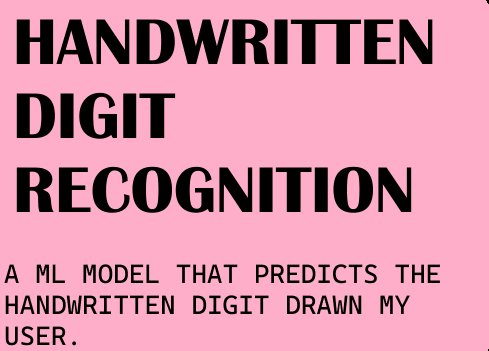 HANDWRITTEN
DIGIT
RECOGNITION
A ML MODEL THAT PREDICTS THE
HANDWRITTEN DIGIT DRAWN MY
USER.